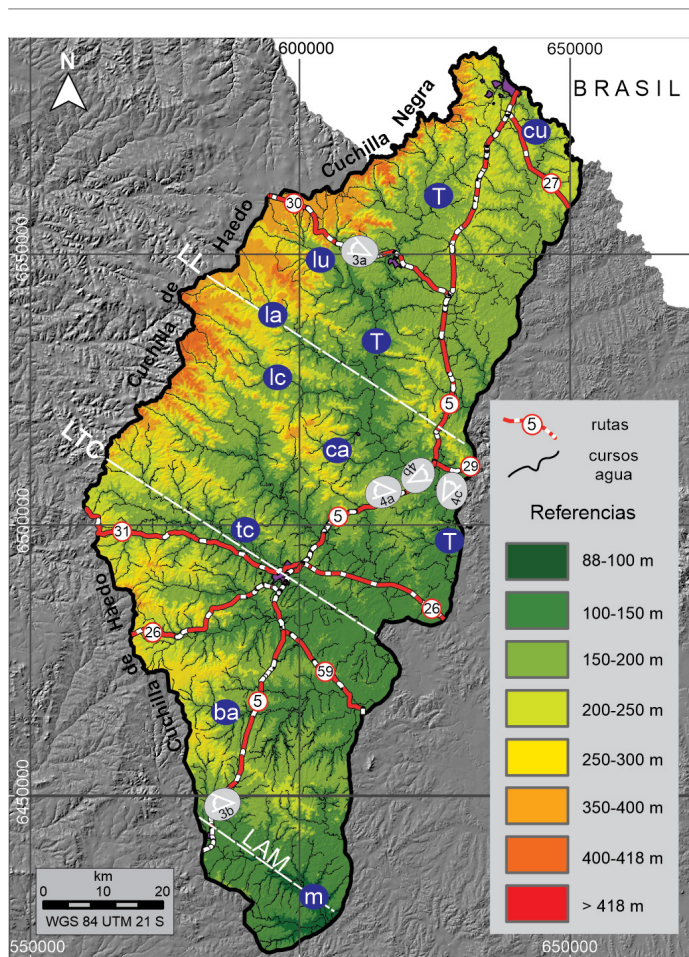 600000
650000
N
BRASIL
Cuchilla Negra
cu
27
T
30
Haedo
lu
3a
6550000
LL
Cuchilla de
la
T
lc
5
rutas
5
cursos
agua
LTC
ca
29
4b
4a
4c
Referencias
5
6500000
tc
T
31
88-100 m
100-150 m
26
26
Cuchilla de Haedo
150-200 m
59
200-250 m
5
ba
250-300 m
6450000
3b
350-400 m
LAM
400-418 m
km
0 10 20
m
WGS 84 UTM 21 S
> 418 m
550000
650000